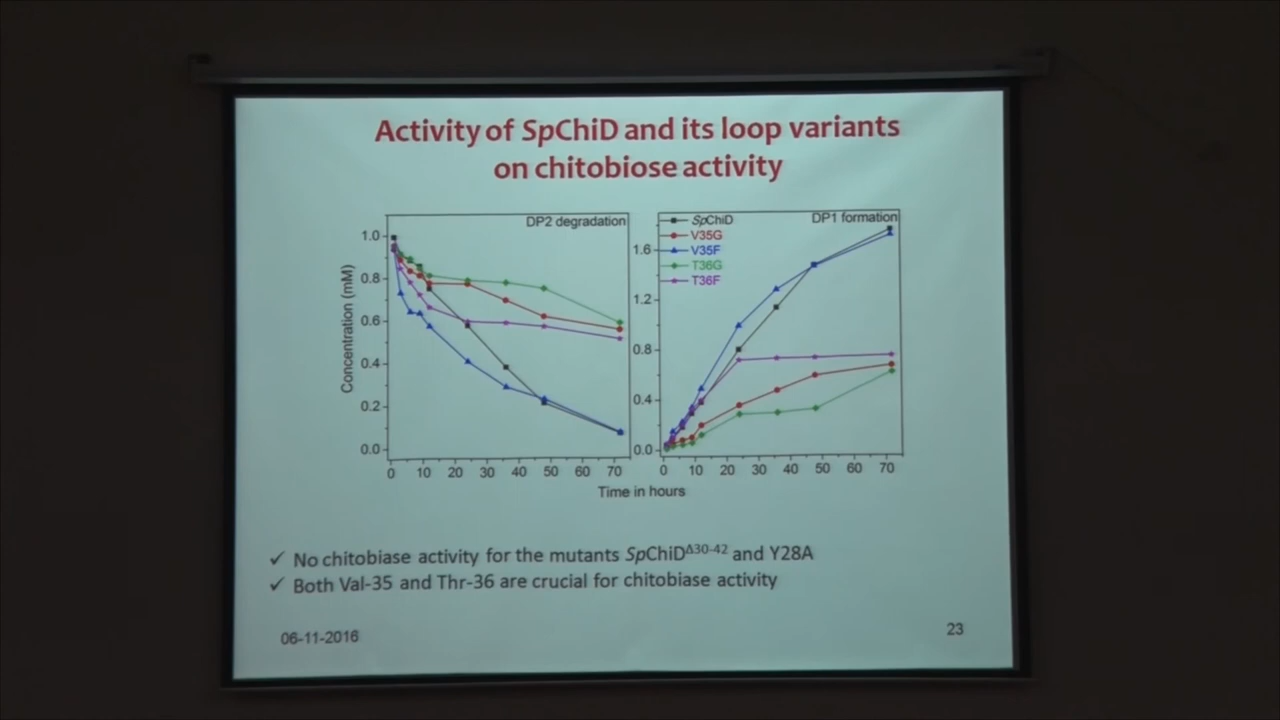 Activity of SpChiD and its loop variants
on chitobiose activity
DP2 degradation
Concentration (mM)
1.0
0.8
0.6
0.4
0.2
0.0
0 10 20 30 40 50 60 70
DP1 formation
SpChiD
V35G
V35F
T36G
T36F
1.6
1.2
0.8
0.4
0.0
0 10 20 30 40 50 60 70
Time in hours
✓ No chitobiase activity for the mutants SpChiDΔ30-42 and Y28A
✓ Both Val-35 and Thr-36 are crucial for chitobiase activity
06-11-2016
23